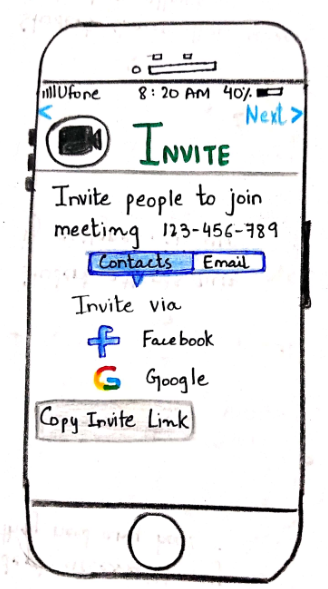 Ufone 8:20 AM 40%
< Next >
INVITE
Invite people to join
meeting 123-456-789
Contacts Email
Invite via
Facebook
Google
Copy Invite Link